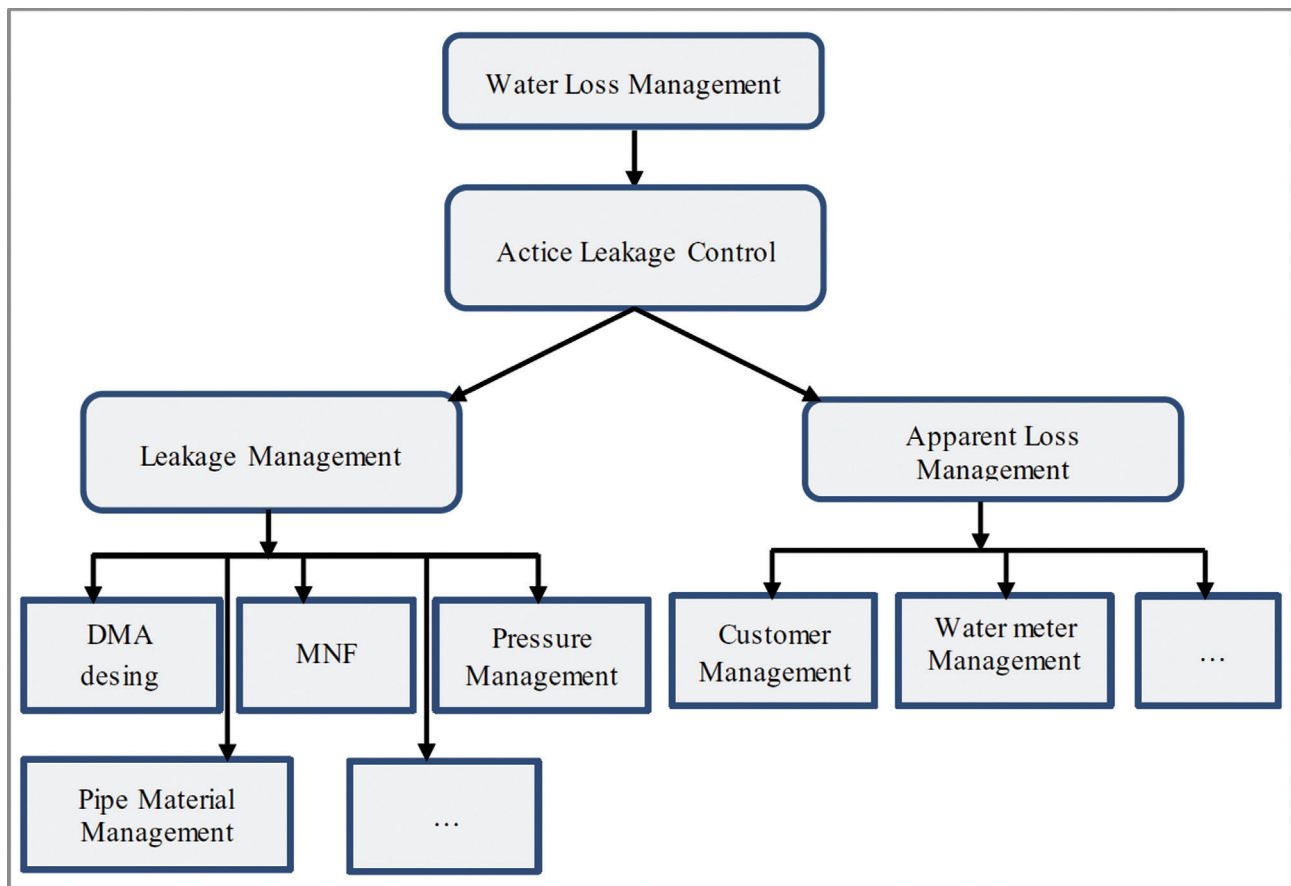 Water Loss Management
Actice Leakage Control
Leakage Management
Apparent Loss
Management
DMA
desing
MNF
Pressure
Management
Customer
Management
Water meter
Management
…
Pipe Material
Management
…